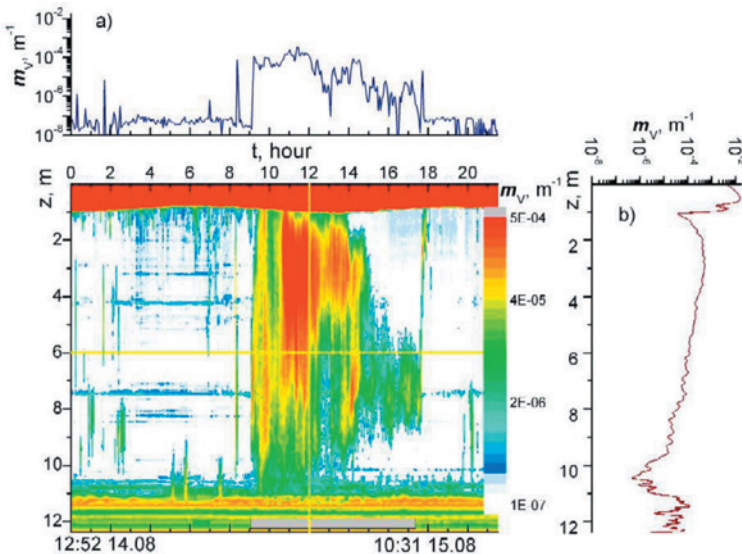 a)
m_V, m⁻¹
10⁻²
10⁻⁴
10⁻⁶
10⁻⁸
t, hour
0 2 4 6 8 10 12 14 16 18 20
z, m
2
4
6
8
10
12
12:52 14.08 10:31 15.08
m_V, m⁻¹
5E-04
4E-05
2E-06
1E-07
m_V, m⁻¹
10⁻⁸ 10⁻⁶ 10⁻⁴ 10⁻²
b)
z, m
2
4
6
8
10
12